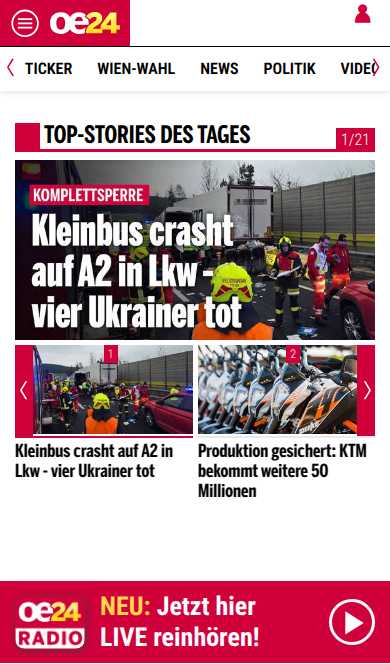 oe24
TICKER WIEN-WAHL NEWS POLITIK VIDEO
TOP-STORIES DES TAGES
1/21
KOMPLETTSPERRE
Kleinbus crasht
auf A2 in Lkw -
vier Ukrainer tot
1
2
Kleinbus crasht auf A2 in
Lkw - vier Ukrainer tot
Produktion gesichert: KTM
bekommt weitere 50
Millionen
oe24
RADIO
NEU: Jetzt hier
LIVE reinhören!